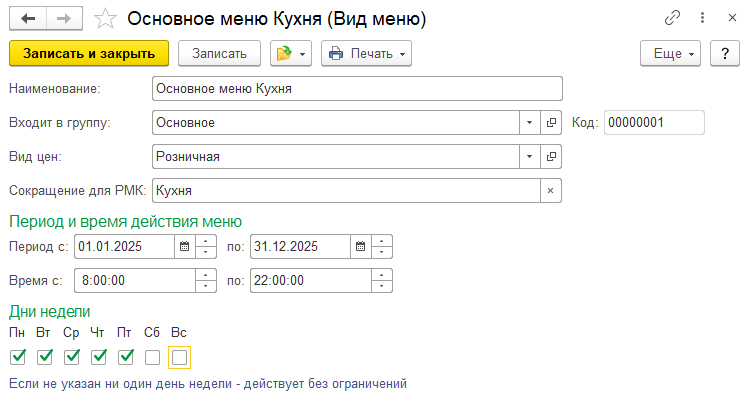 Основное меню Кухня (Вид меню)
Записать и закрыть Записать Печать Еще ?
Наименование: Основное меню Кухня
Входит в группу: Основное Код: 00000001
Вид цен: Розничная
Сокращение для РМК: Кухня
Период и время действия меню
Период с: 01.01.2025 по: 31.12.2025
Время с: 8:00:00 по: 22:00:00
Дни недели
Пн Вт Ср Чт Пт Сб Вс
Если не указан ни один день недели - действует без ограничений